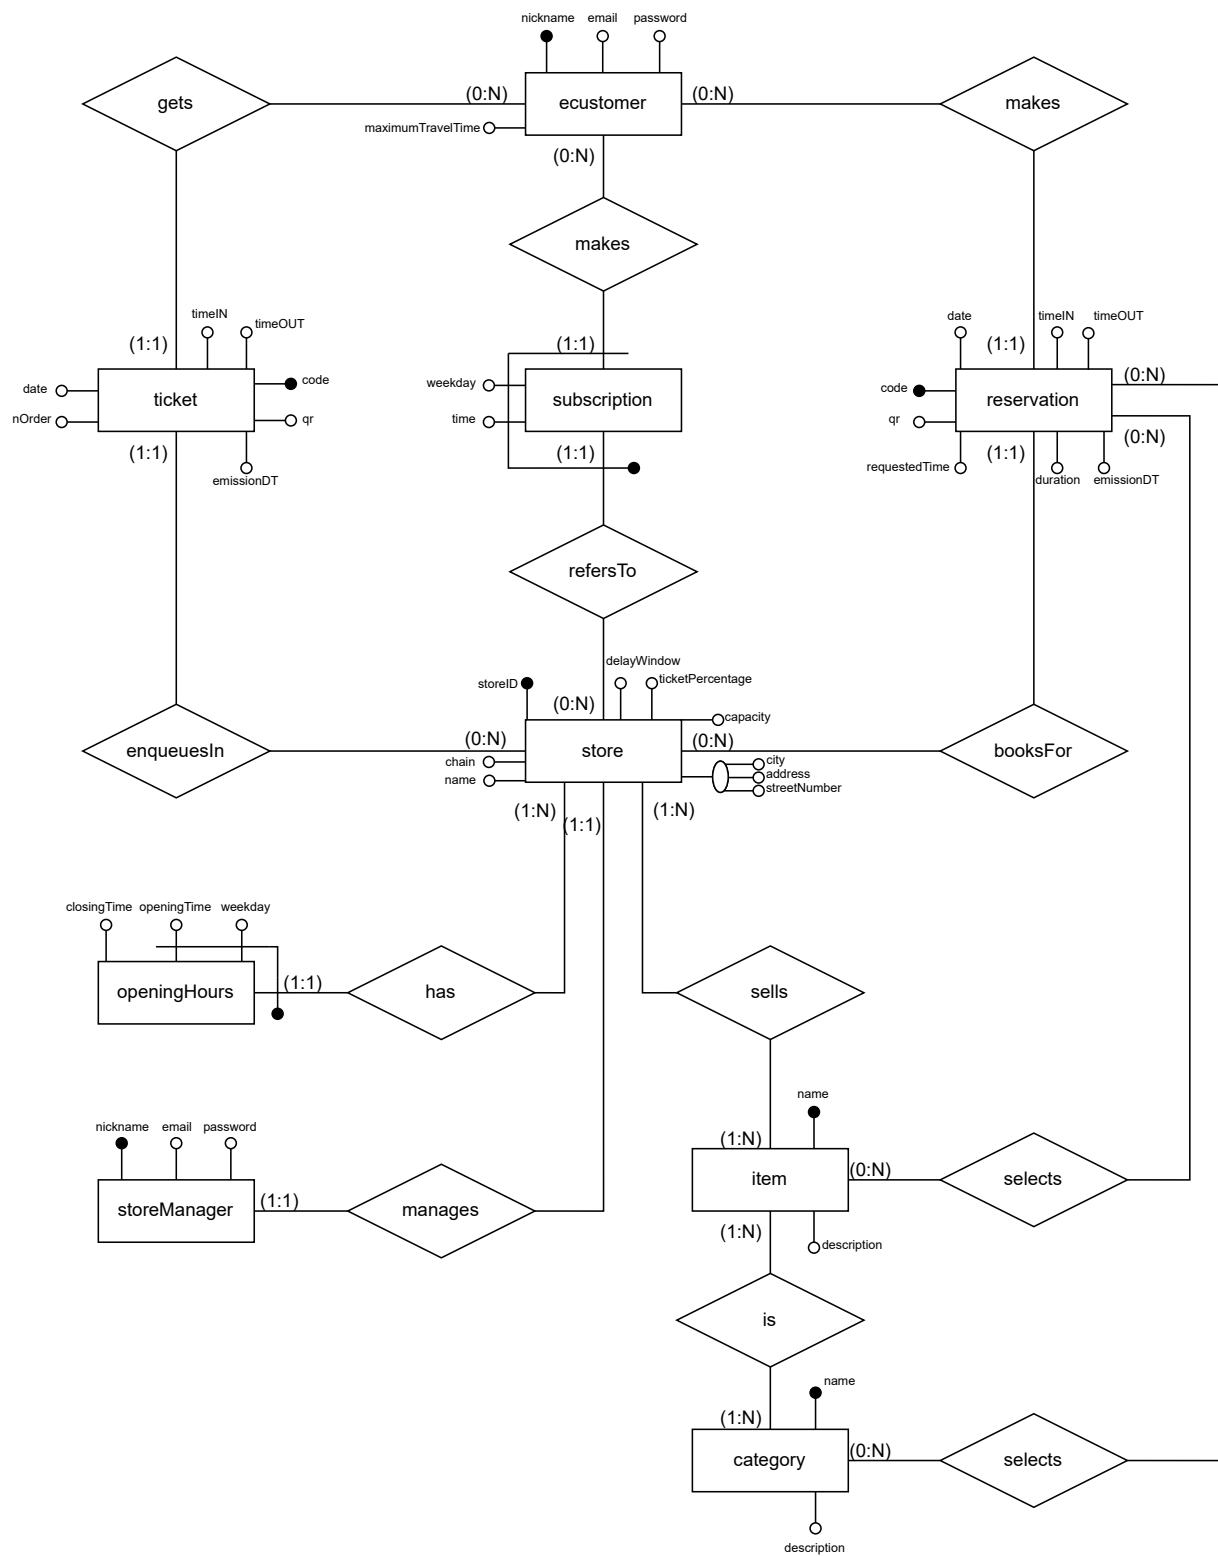 nickname email password
gets (0:N) ecustomer (0:N) makes
maximumTravelTime
(0:N)
makes
timeIN timeOUT
date timeIN timeOUT
(1:1) (1:1) (1:1)
date ticket code
nOrder qr
weekday subscription
time
code reservation (0:N)
qr
(1:1) (1:1) (1:1) (0:N)
emissionDT
requestedTime duration emissionDT
refersTo
delayWindow
storeID ticketPercentage
(0:N) capacity
enqueuesIn (0:N) store (0:N) booksFor
chain city
name address
streetNumber
(1:N) (1:1) (1:N)
closingTime openingTime weekday
openingHours (1:1) has sells
name
nickname email password
(1:N)
item (0:N) selects
storeManager (1:1) manages
(1:N) description
is
name
(1:N)
category (0:N) selects
description